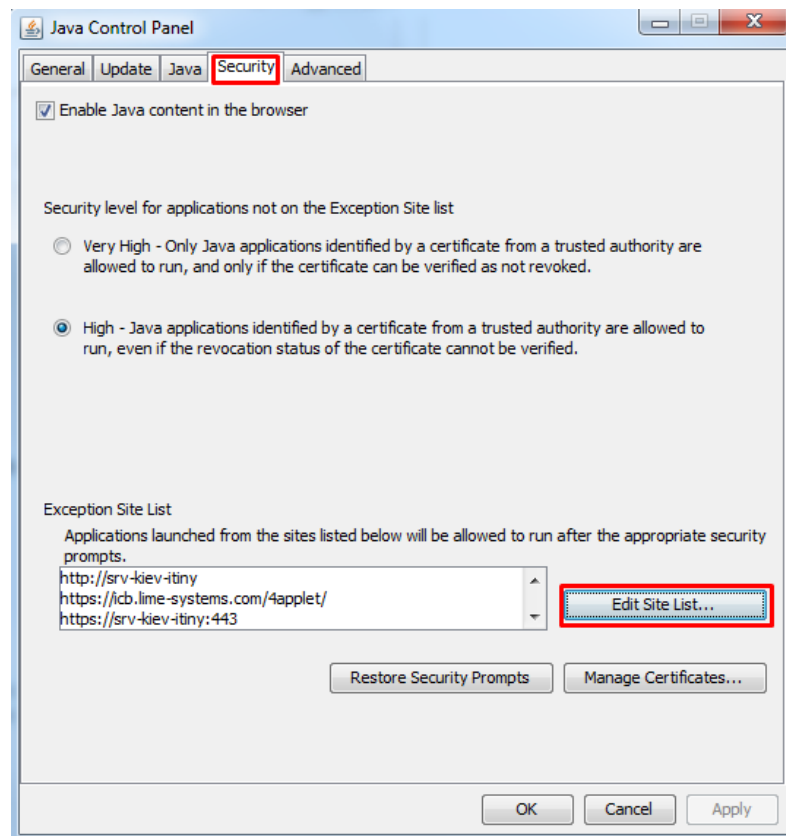 Java Control Panel
General Update Java Security Advanced
Enable Java content in the browser
Security level for applications not on the Exception Site list
Very High - Only Java applications identified by a certificate from a trusted authority are
allowed to run, and only if the certificate can be verified as not revoked.
High - Java applications identified by a certificate from a trusted authority are allowed to
run, even if the revocation status of the certificate cannot be verified.
Exception Site List
Applications launched from the sites listed below will be allowed to run after the appropriate security
prompts.
http://srv-kiev-itiny
https://icb.lime-systems.com/4applet/
https://srv-kiev-itiny:443
Edit Site List...
Restore Security Prompts Manage Certificates...
OK Cancel Apply